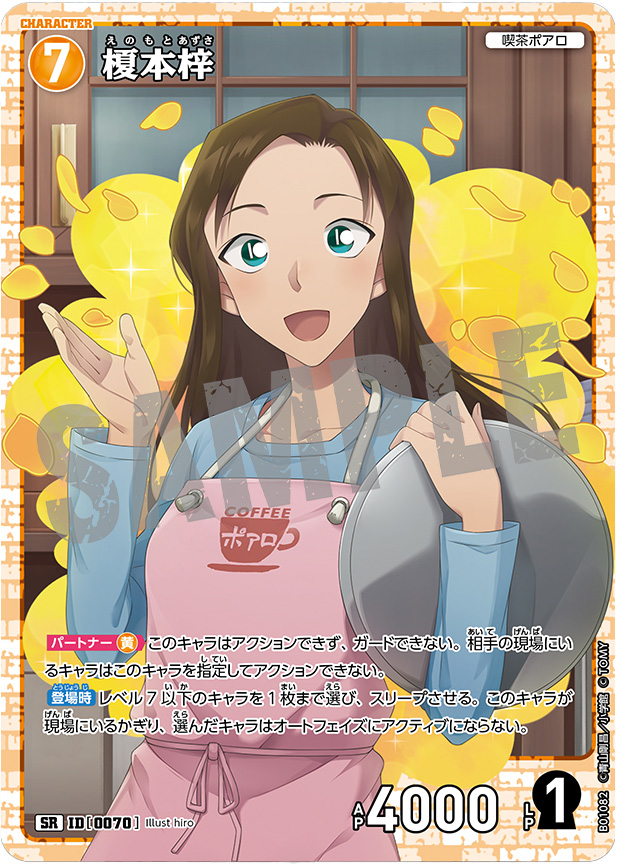 CHARACTER
7
えのもとあずさ
榎本梓
喫茶ポアロ
SAMPLE
COFFEE
ポアロ
パートナー 黄 このキャラはアクションできず、ガードできない。相手の現場にい
るキャラはこのキャラを指定してアクションできない。
登場時 レベル7以下のキャラを1枚まで選び、スリープさせる。このキャラが
現場にいるかぎり、選んだキャラはオートフェイズにアクティブにならない。
SR ID[0070] Illust hiro
AP 4000
LP 1
B01082 ©青山剛昌/小学館 ©TOMY